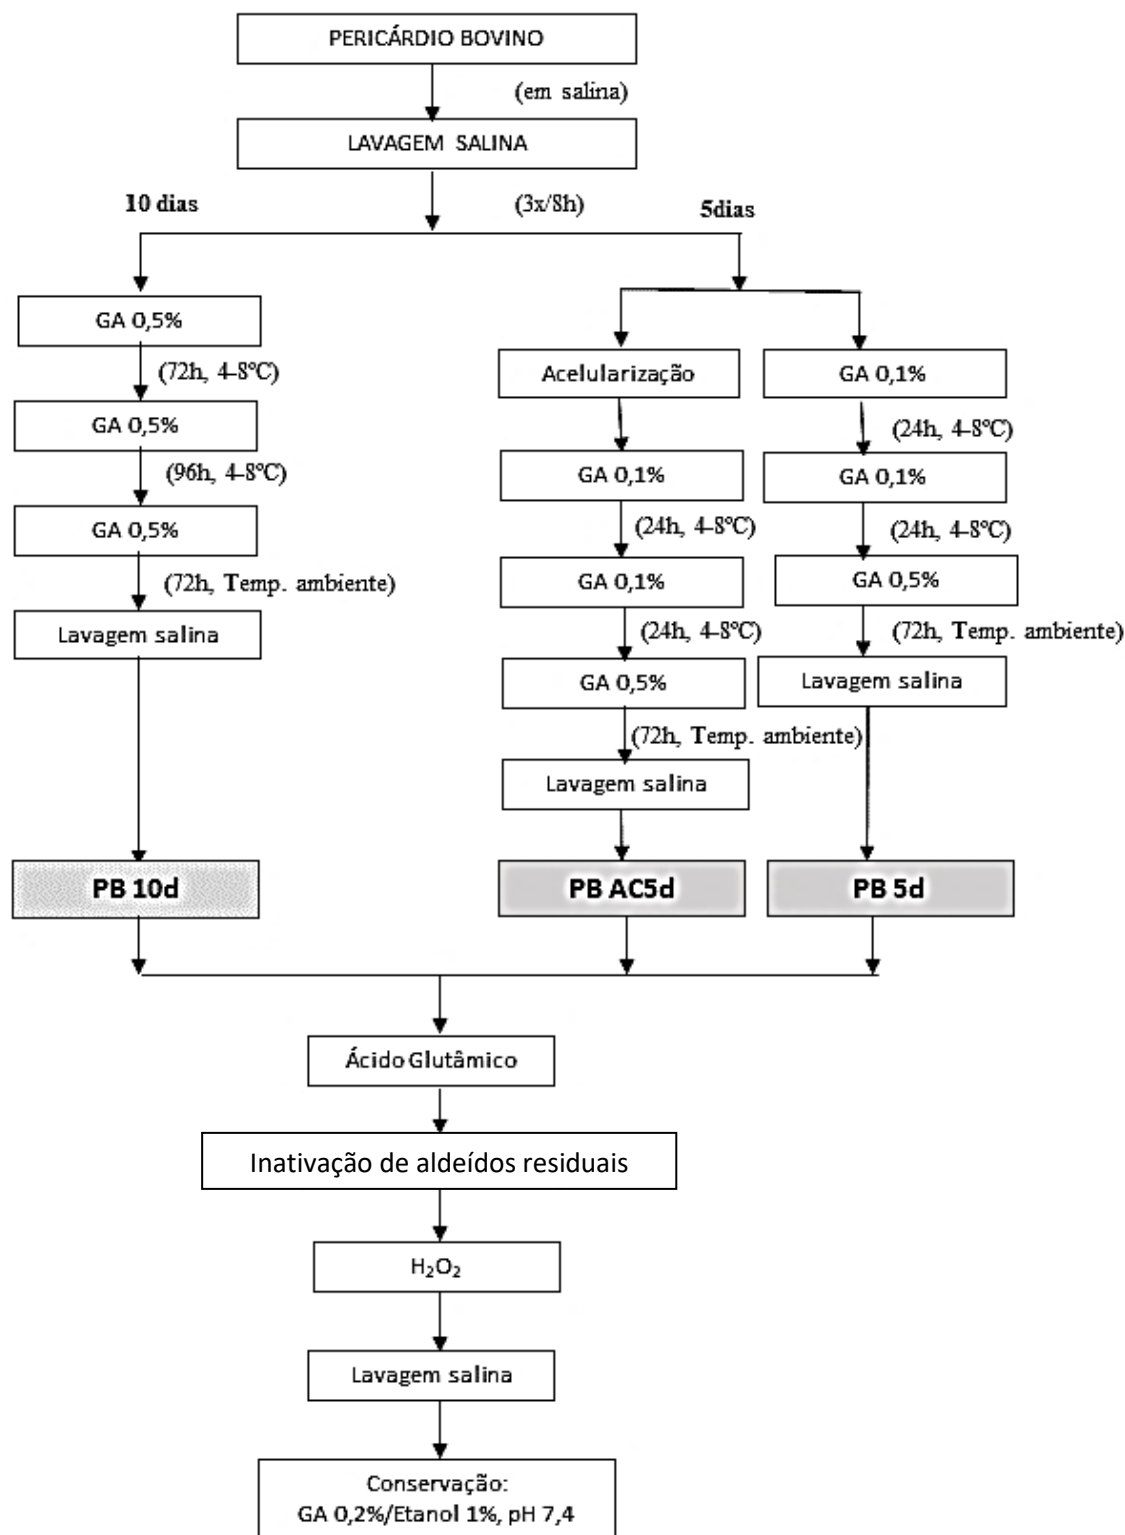 PERICÁRDIO BOVINO
(em salina)
LAVAGEM SALINA
(3x/8h)
10 dias
GA 0,5%
(72h, 4-8ºC)
GA 0,5%
(96h, 4-8ºC)
GA 0,5%
(72h, Temp. ambiente)
Lavagem salina
PB 10d
5dias
Acelularização
GA 0,1%
(24h, 4-8ºC)
GA 0,1%
(24h, 4-8ºC)
GA 0,5%
(72h, Temp. ambiente)
Lavagem salina
PB AC5d
GA 0,1%
(24h, 4-8ºC)
GA 0,1%
(24h, 4-8ºC)
GA 0,5%
(72h, Temp. ambiente)
Lavagem salina
PB 5d
Ácido Glutâmico
Inativação de aldeídos residuais
H₂O₂
Lavagem salina
Conservação:
GA 0,2%/Etanol 1%, pH 7,4